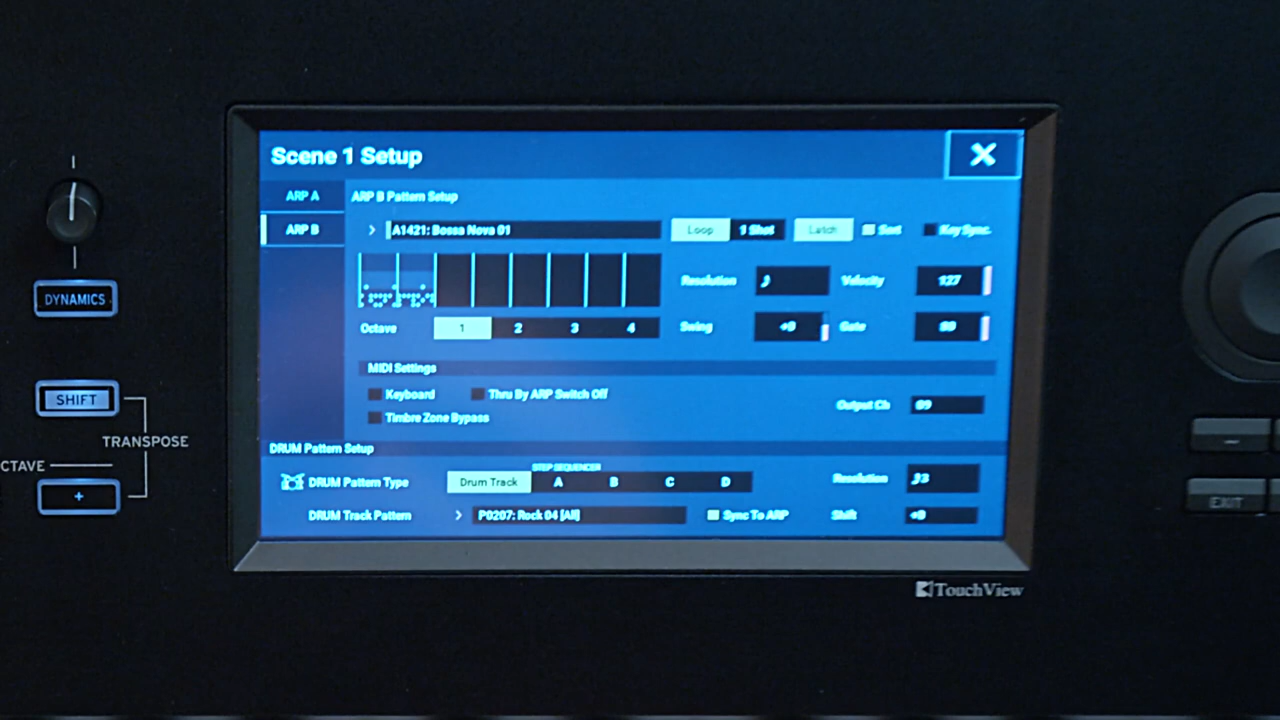 Scene 1 Setup
ARP A
ARP B Pattern Setup
ARP B
A1421: Bossa Nova 01
Loop
1 Shot
Latch
Sort
Key Sync.
Resolution
Velocity
127
Octave
1
2
3
4
Swing
+0
Gate
MIDI Settings
Keyboard
Thru By ARP Switch Off
Timbre Zone Bypass
Output Ch
09
DRUM Pattern Setup
STEP SEQUENCER
DRUM Pattern Type
Drum Track
A
B
C
D
Resolution
DRUM Track Pattern
P0207: Rock 04 [All]
Sync To ARP
Shift
+0
TouchView
DYNAMICS
SHIFT
TRANSPOSE
CTAVE
+
−
EXIT